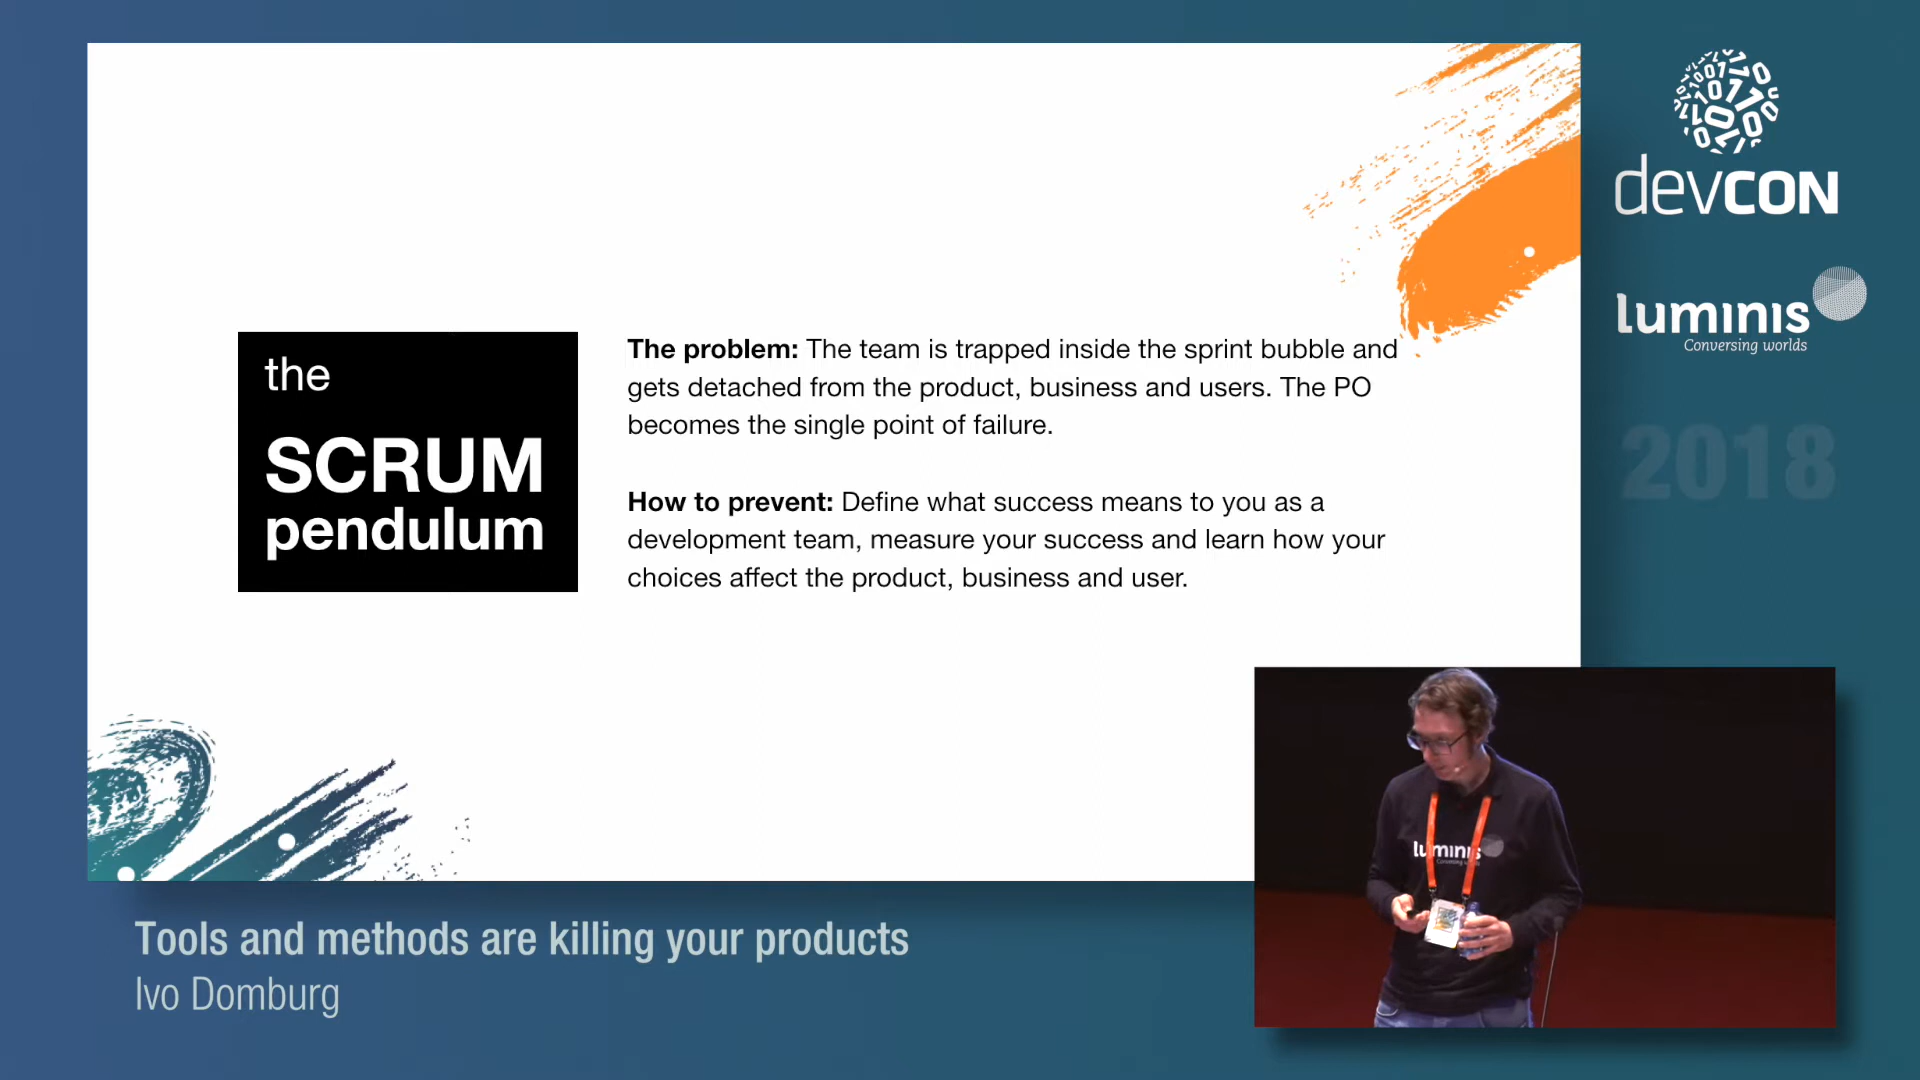 the
SCRUM
pendulum
The problem: The team is trapped inside the sprint bubble and
gets detached from the product, business and users. The PO
becomes the single point of failure.
How to prevent: Define what success means to you as a
development team, measure your success and learn how your
choices affect the product, business and user.
devCON
luminis
Conversing worlds
2018
luminis
Conversing worlds
Tools and methods are killing your products
Ivo Domburg